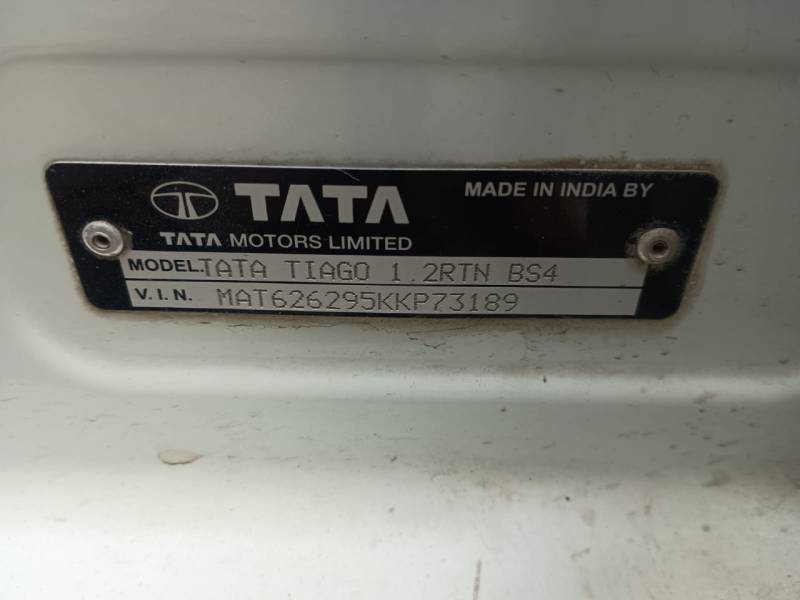 TATA MADE IN INDIA BY
TATA MOTORS LIMITED
MODEL: TATA TIAGO 1.2RTN BS4
V.I.N. MAT626295KKP73189